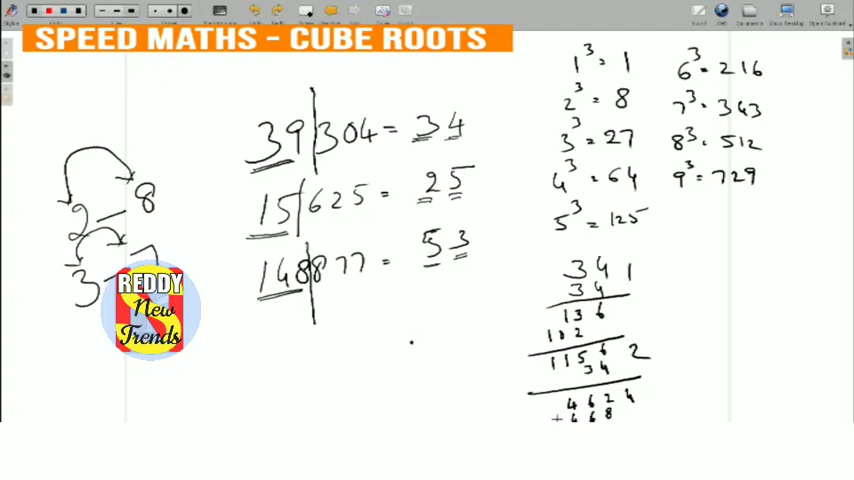 SPEED MATHS - CUBE ROOTS
39|304 = 34
15|625 = 25
148|877 = 53
2 — 8
3 — 7
REDDY
New
Trends
1³ = 1
2³ = 8
3³ = 27
4³ = 64
5³ = 125
6³ = 216
7³ = 343
8³ = 512
9³ = 729
34 1
34
136
102
1156 2
34
4624